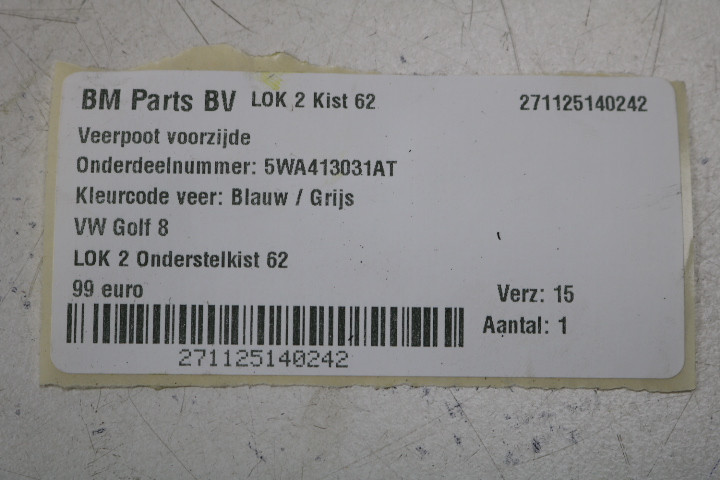 BM Parts BV LOK 2 Kist 62 271125140242
Veerpoot voorzijde
Onderdeelnummer: 5WA413031AT
Kleurcode veer: Blauw / Grijs
VW Golf 8
LOK 2 Onderstelkist 62
99 euro Verz: 15
Aantal: 1
271125140242